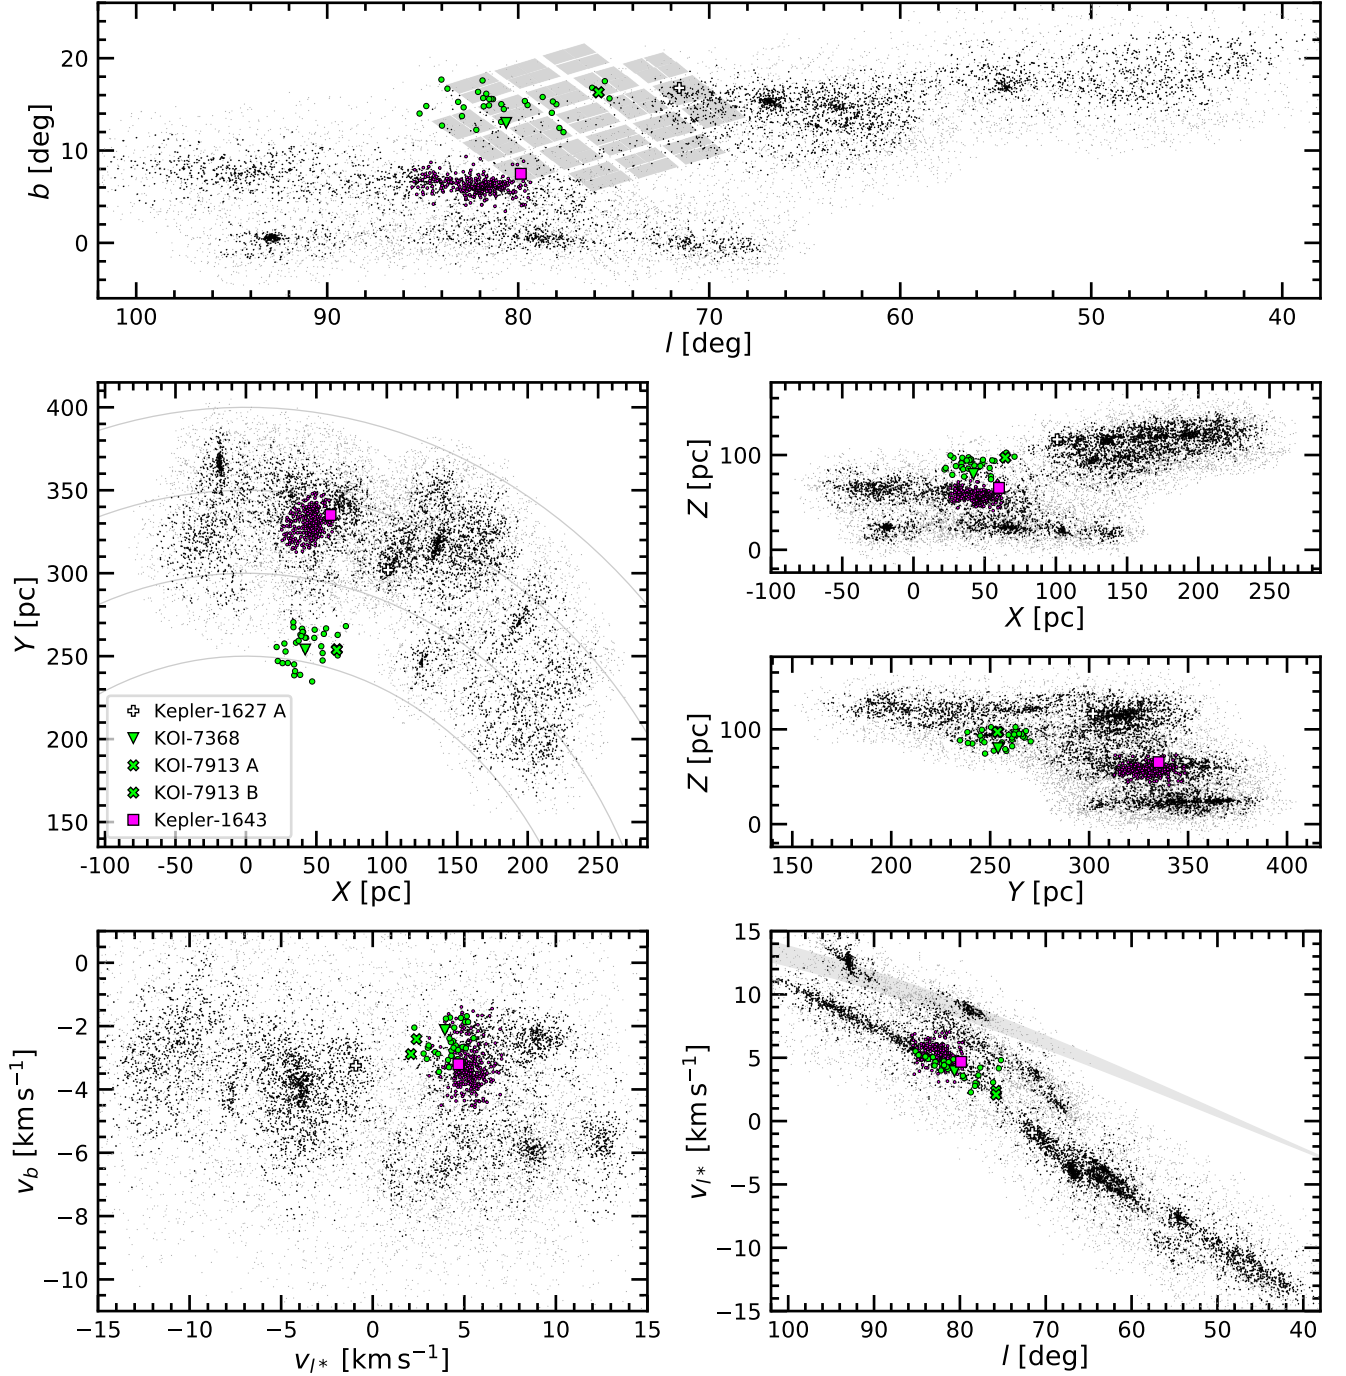 20
10
0
b [deg]
100 90 80 70 60 50 40
l [deg]
400
350
300
250
200
150
Y [pc]
Kepler-1627 A
KOI-7368
KOI-7913 A
KOI-7913 B
Kepler-1643
-100 -50 0 50 100 150 200 250
X [pc]
100
0
Z [pc]
-100 -50 0 50 100 150 200 250
X [pc]
100
0
Z [pc]
150 200 250 300 350 400
Y [pc]
0
−2
−4
−6
−8
−10
v_b [km s⁻¹]
−15 −10 −5 0 5 10 15
v_l* [km s⁻¹]
15
10
5
0
−5
−10
−15
v_l* [km s⁻¹]
100 90 80 70 60 50 40
l [deg]